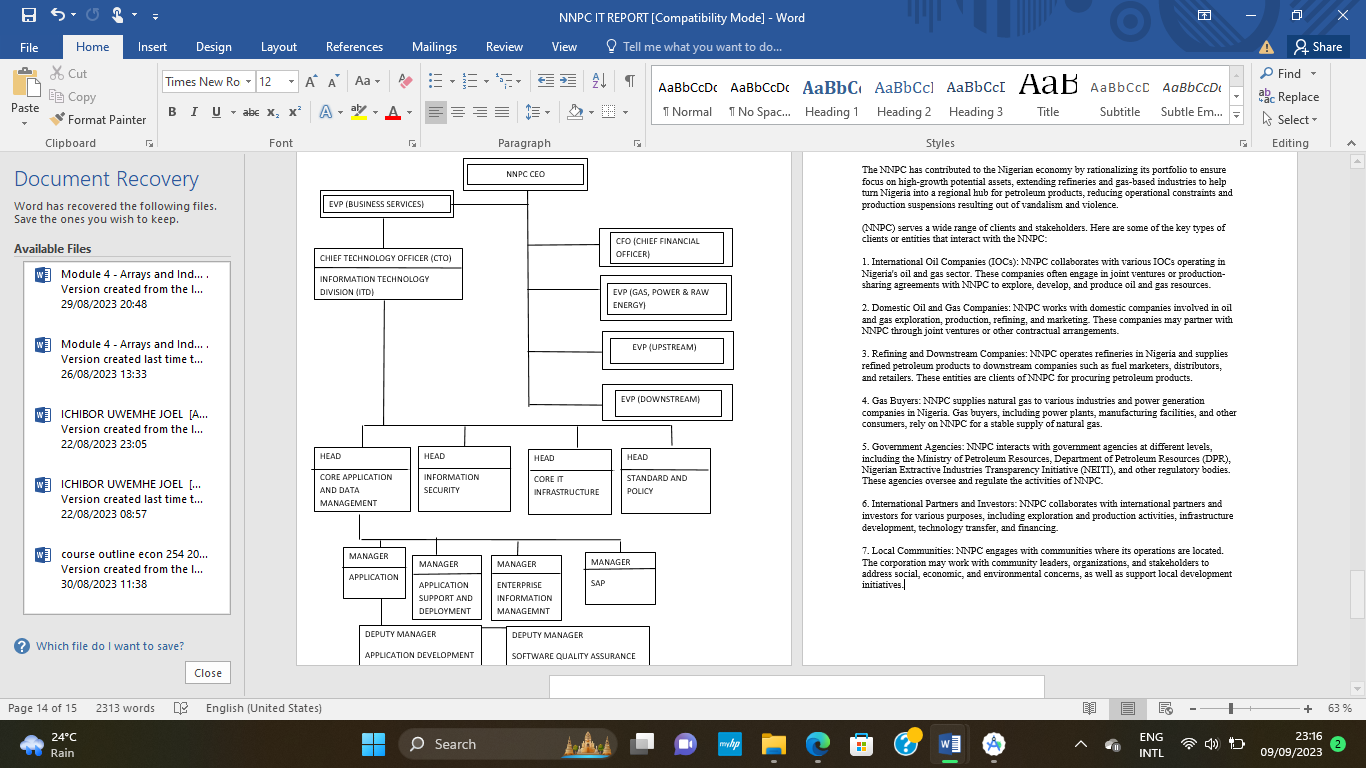 NNPC IT REPORT [Compatibility Mode] - Word
File
Home
Insert
Design
Layout
References
Mailings
Review
View
Tell me what you want to do...
Share
Paste
Cut
Copy
Format Painter
Clipboard
Times New Ro
12
Aa
B I U abc x₂ x²
A
Font
Paragraph
AaBbCcDc
¶ Normal
AaBbCcDc
¶ No Spac...
AaBbC
Heading 1
AaBbCcI
Heading 2
AaBbCcI
Heading 3
AaB
Title
AaBbCcD
Subtitle
AaBbCcDc
Subtle Em...
Styles
Find
Replace
Select
Editing
Document Recovery
Word has recovered the following files.
Save the ones you wish to keep.
Available Files
Module 4 - Arrays and Ind... .
Version created from the l...
29/08/2023 20:48
Module 4 - Arrays and Ind... .
Version created last time t...
26/08/2023 13:33
ICHIBOR UWEMHE JOEL [A...
Version created from the l...
22/08/2023 23:05
ICHIBOR UWEMHE JOEL [...
Version created last time t...
22/08/2023 08:57
course outline econ 254 20...
Version created from the l...
30/08/2023 11:38
Which file do I want to save?
Close
NNPC CEO
EVP (BUSINESS SERVICES)
CHIEF TECHNOLOGY OFFICER (CTO)
INFORMATION TECHNOLOGY
DIVISION (ITD)
CFO (CHIEF FINANCIAL
OFFICER)
EVP (GAS, POWER & RAW
ENERGY)
EVP (UPSTREAM)
EVP (DOWNSTREAM)
HEAD
CORE APPLICATION
AND DATA
MANAGEMENT
HEAD
INFORMATION
SECURITY
HEAD
CORE IT
INFRASTRUCTURE
HEAD
STANDARD AND
POLICY
MANAGER
APPLICATION
MANAGER
APPLICATION
SUPPORT AND
DEPLOYMENT
MANAGER
ENTERPRISE
INFORMATION
MANAGEMNT
MANAGER
SAP
DEPUTY MANAGER
APPLICATION DEVELOPMENT
DEPUTY MANAGER
SOFTWARE QUALITY ASSURANCE
The NNPC has contributed to the Nigerian economy by rationalizing its portfolio to ensure
focus on high-growth potential assets, extending refineries and gas-based industries to help
turn Nigeria into a regional hub for petroleum products, reducing operational constraints and
production suspensions resulting out of vandalism and violence.
(NNPC) serves a wide range of clients and stakeholders. Here are some of the key types of
clients or entities that interact with the NNPC:
1. International Oil Companies (IOCs): NNPC collaborates with various IOCs operating in
Nigeria's oil and gas sector. These companies often engage in joint ventures or production-
sharing agreements with NNPC to explore, develop, and produce oil and gas resources.
2. Domestic Oil and Gas Companies: NNPC works with domestic companies involved in oil
and gas exploration, production, refining, and marketing. These companies may partner with
NNPC through joint ventures or other contractual arrangements.
3. Refining and Downstream Companies: NNPC operates refineries in Nigeria and supplies
refined petroleum products to downstream companies such as fuel marketers, distributors,
and retailers. These entities are clients of NNPC for procuring petroleum products.
4. Gas Buyers: NNPC supplies natural gas to various industries and power generation
companies in Nigeria. Gas buyers, including power plants, manufacturing facilities, and other
consumers, rely on NNPC for a stable supply of natural gas.
5. Government Agencies: NNPC interacts with government agencies at different levels,
including the Ministry of Petroleum Resources, Department of Petroleum Resources (DPR),
Nigerian Extractive Industries Transparency Initiative (NEITI), and other regulatory bodies.
These agencies oversee and regulate the activities of NNPC.
6. International Partners and Investors: NNPC collaborates with international partners and
investors for various purposes, including exploration and production activities, infrastructure
development, technology transfer, and financing.
7. Local Communities: NNPC engages with communities where its operations are located.
The corporation may work with community leaders, organizations, and stakeholders to
address social, economic, and environmental concerns, as well as support local development
initiatives.
Page 14 of 15
2313 words
English (United States)
63 %
24°C
Rain
Search
myhp
ENG
INTL
23:16
09/09/2023
2